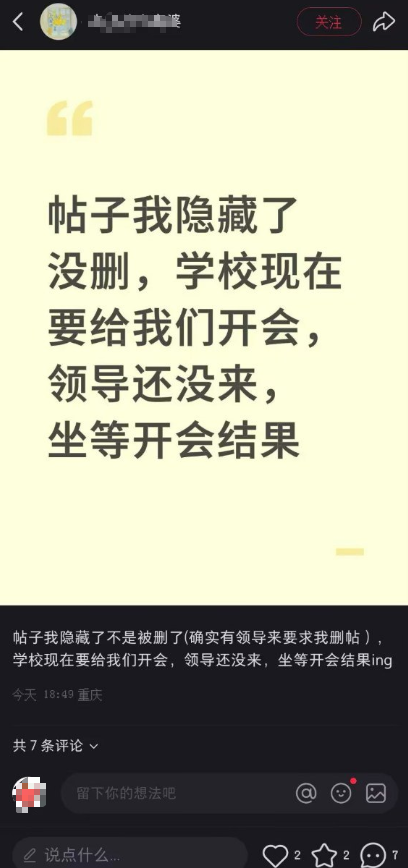 婆
关注
帖子我隐藏了
没删，学校现在
要给我们开会，
领导还没来，
坐等开会结果
帖子我隐藏了不是被删了(确实有领导来要求我删帖），
学校现在要给我们开会，领导还没来，坐等开会结果ing
今天 18:49 重庆
共 7 条评论
留下你的想法吧
说点什么...
2
2
7